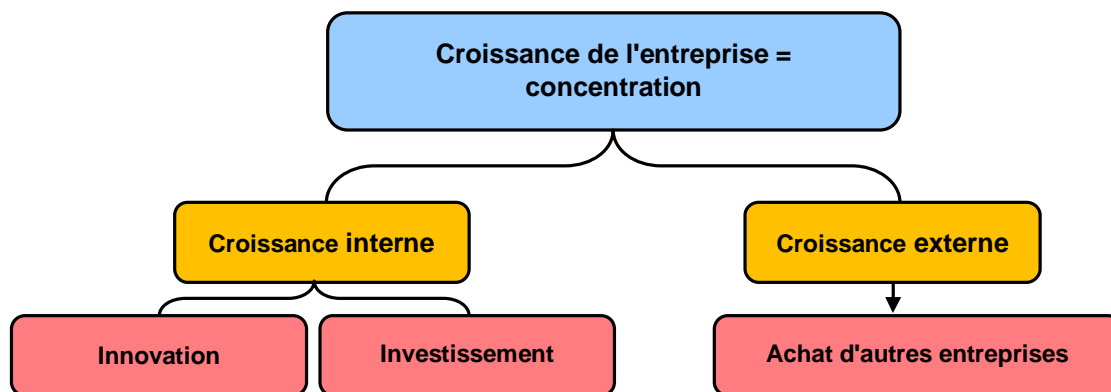 Croissance de l'entreprise =
concentration
Croissance interne
Croissance externe
Innovation
Investissement
Achat d'autres entreprises